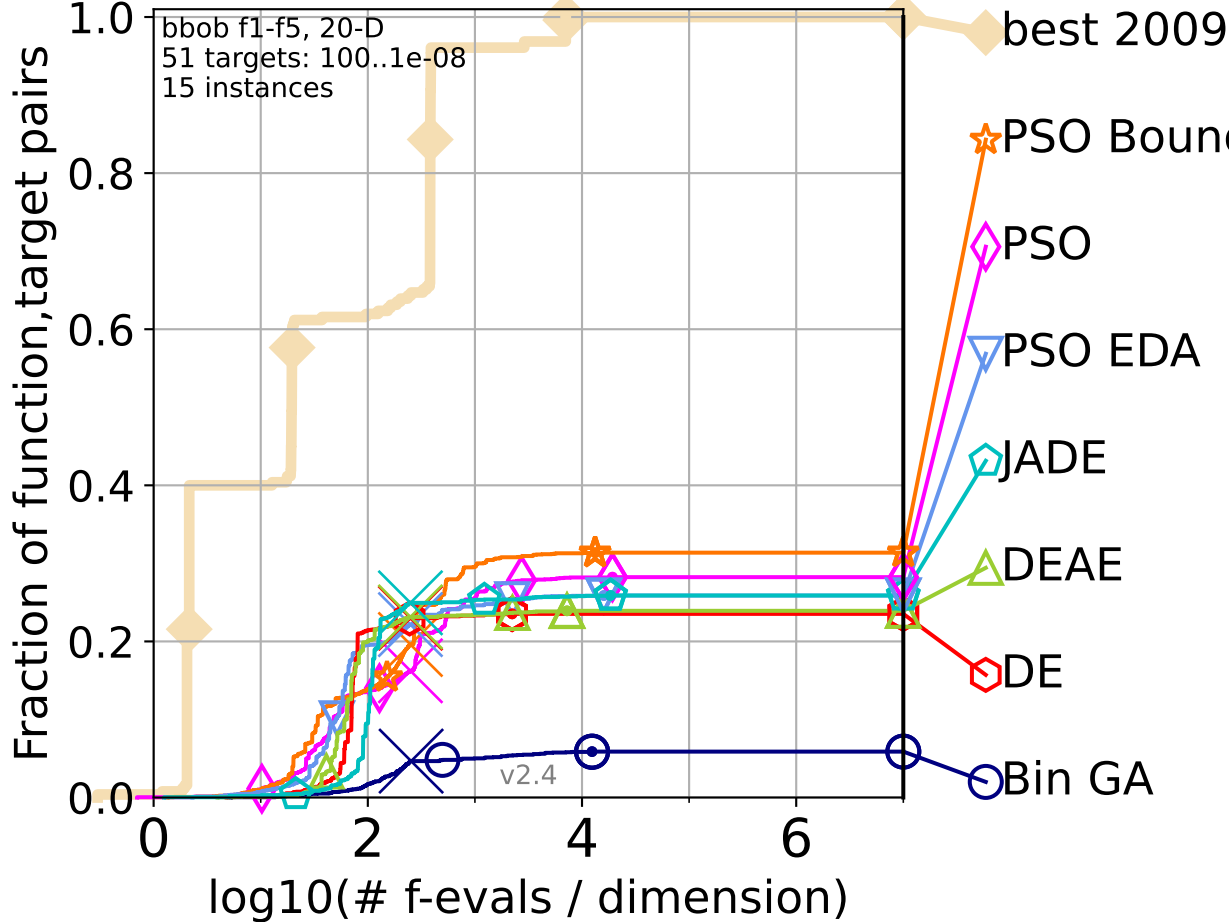 bbob f1-f5, 20-D
51 targets: 100..1e-08
15 instances
Fraction of function,target pairs
1.0
0.8
0.6
0.4
0.2
0.0
0
2
4
6
log10(# f-evals / dimension)
v2.4
best 2009
PSO Boun
PSO
PSO EDA
JADE
DEAE
DE
Bin GA